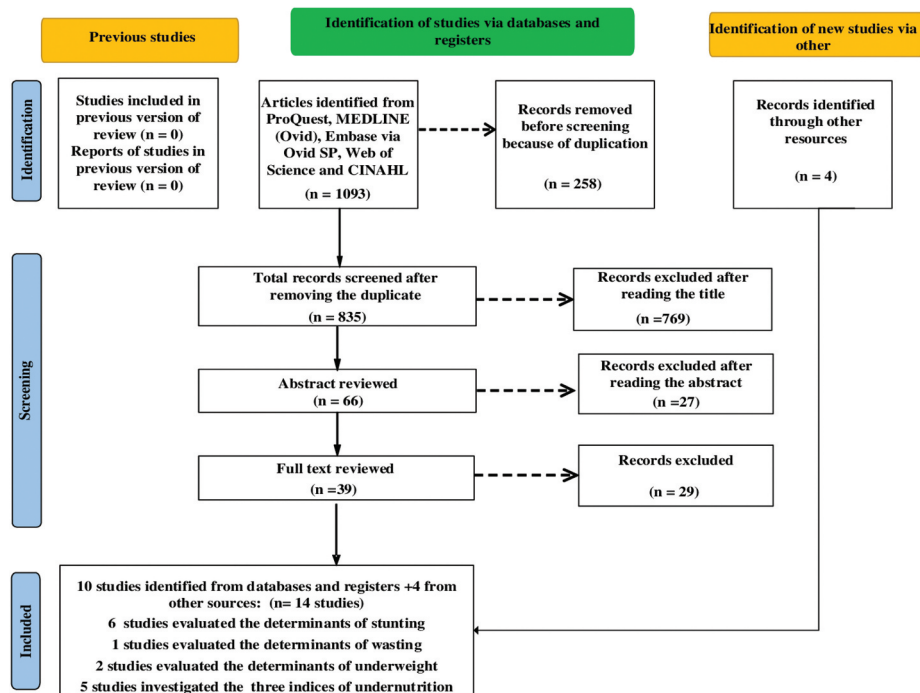 Previous studies
Identification of studies via databases and
registers
Identification of new studies via
other
Identification
Studies included in
previous version of
review (n = 0)
Reports of studies in
previous version of
review (n = 0)
Articles identified from
ProQuest, MEDLINE
(Ovid), Embase via
Ovid SP, Web of
Science and CINAHL
(n = 1093)
Records removed
before screening
because of duplication
(n = 258)
Records identified
through other
resources
(n = 4)
Screening
Total records screened after
removing the duplicate
(n = 835)
Records excluded after
reading the title
(n =769)
Abstract reviewed
(n = 66)
Records excluded after
reading the abstract
(n =27)
Full text reviewed
(n =39)
Records excluded
(n = 29)
Included
10 studies identified from databases and registers +4 from
other sources: (n= 14 studies)
6 studies evaluated the determinants of stunting
1 studies evaluated the determinants of wasting
2 studies evaluated the determinants of underweight
5 studies investigated the three indices of undernutrition